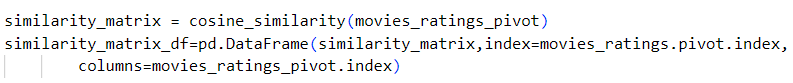 similarity_matrix = cosine_similarity(movies_ratings_pivot)
similarity_matrix_df=pd.DataFrame(similarity_matrix,index=movies_ratings.pivot.index,
columns=movies_ratings_pivot.index)